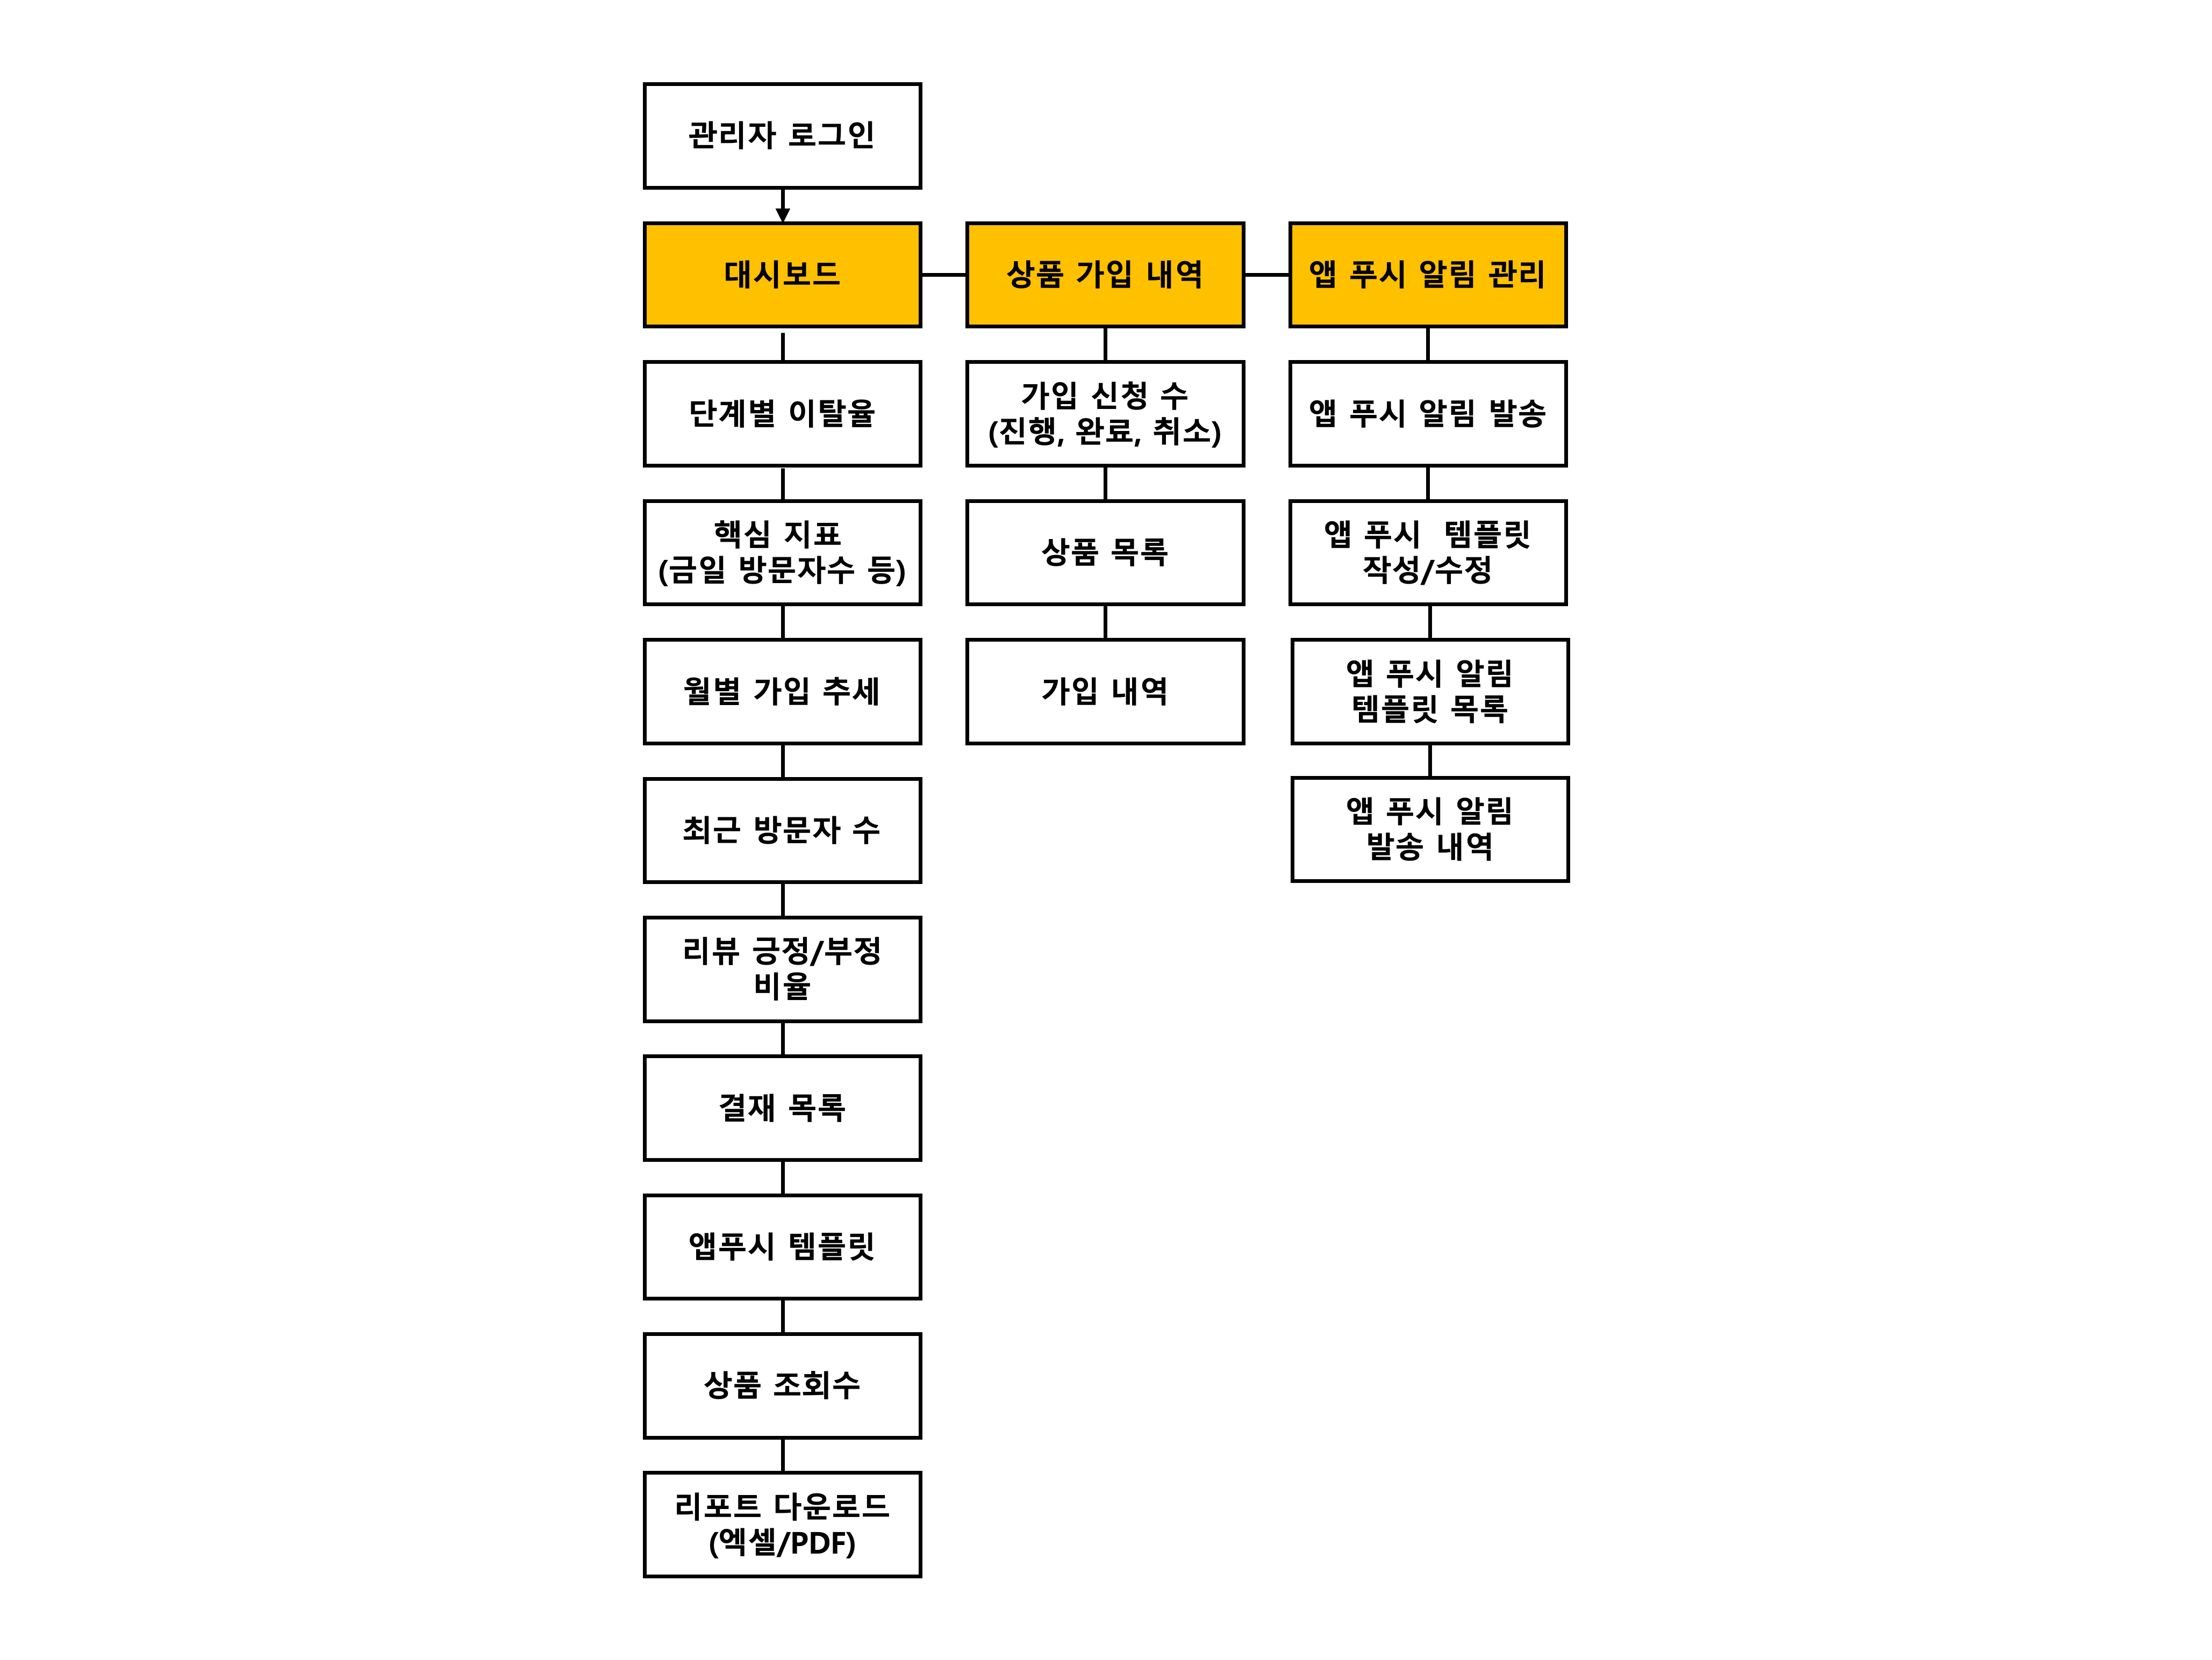 관리자 로그인
대시보드
상품 가입 내역
앱 푸시 알림 관리
단계별 이탈율
가입 신청 수
(진행, 완료, 취소)
앱 푸시 알림 발송
핵심 지표
(금일 방문자수 등)
상품 목록
앱 푸시  템플릿
작성/수정
월별 가입 추세
가입 내역
앱 푸시 알림
템플릿 목록
최근 방문자 수
앱 푸시 알림
발송 내역
리뷰 긍정/부정
비율
결재 목록
앱푸시 템플릿
상품 조회수
리포트 다운로드
(엑셀/PDF)